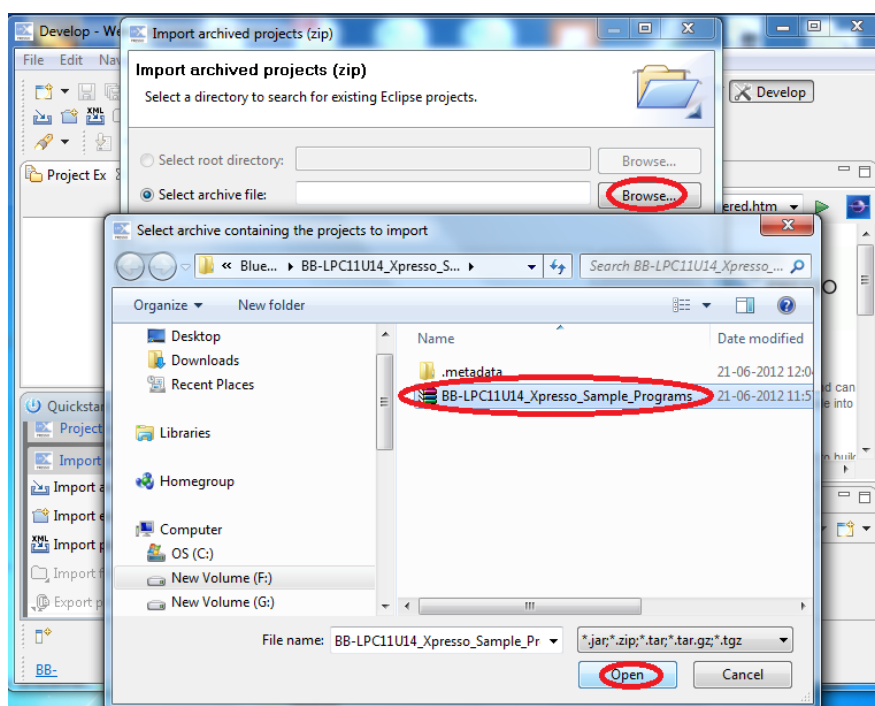 Develop - We
Import archived projects (zip)
File Edit Nav
Import archived projects (zip)
Select a directory to search for existing Eclipse projects.
Develop
Select root directory:
Browse...
Project Ex
Select archive file:
Browse...
ered.htm
Select archive containing the projects to import
« Blue... BB-LPC11U14_Xpresso_S...
Search BB-LPC11U14_Xpresso_...
Organize
New folder
Desktop
Downloads
Recent Places
Libraries
Homegroup
Computer
OS (C:)
New Volume (F:)
New Volume (G:)
Name
Date modified
.metadata
21-06-2012 12:0
BB-LPC11U14_Xpresso_Sample_Programs
21-06-2012 11:5
d can
e into
Quickstar
Project
Import
Import a
Import e
XML Import p
Import f
Export p
File name:
BB-LPC11U14_Xpresso_Sample_Pr
*.jar;*.zip;*.tar;*.tar.gz;*.tgz
BB-
Open
Cancel